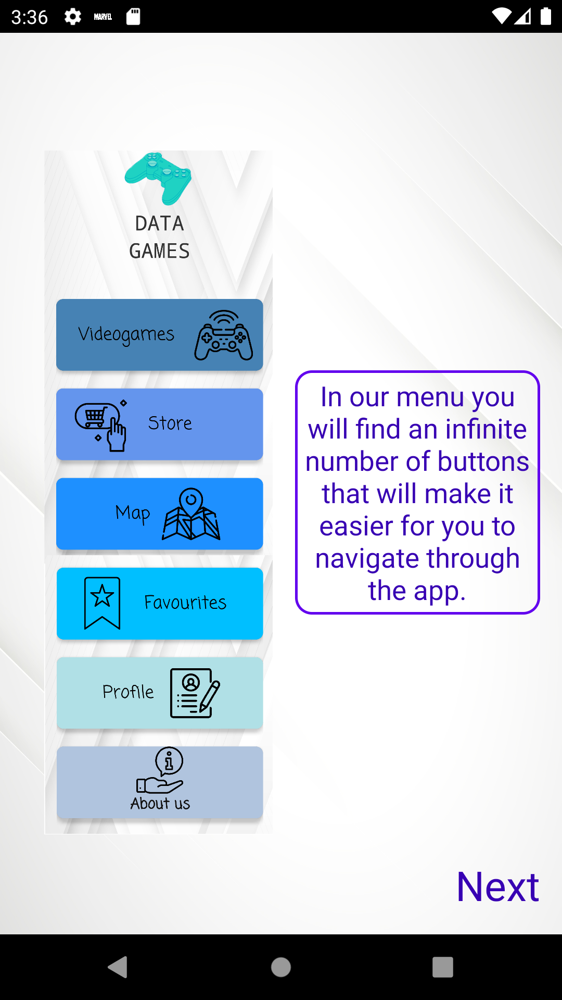 3:36
MARVEL
DATA
GAMES
Videogames
Store
Map
Favourites
Profile
About us
In our menu you
will find an infinite
number of buttons
that will make it
easier for you to
navigate through
the app.
Next